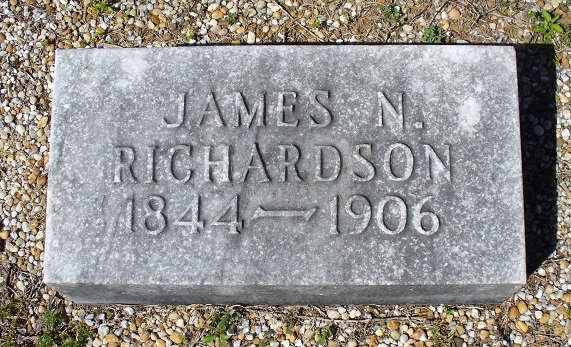 JAMES N.
RICHARDSON
1844—1906